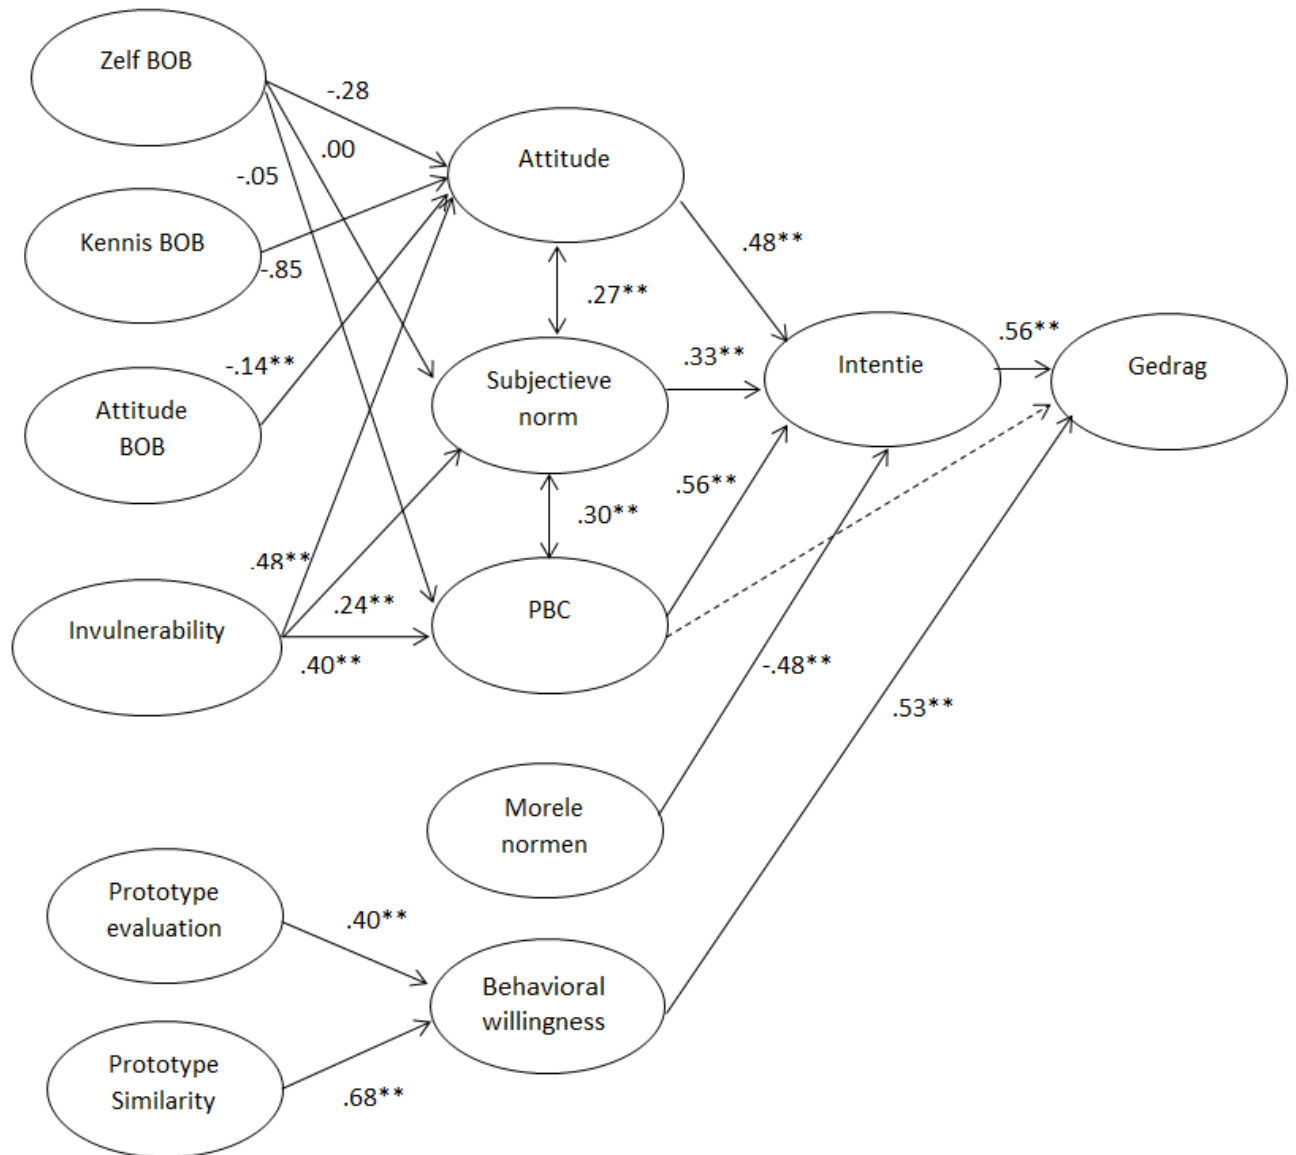 Zelf BOB
-.28
.00
-.05
Attitude
Kennis BOB
-.85
.48**
.27**
-.14**
Attitude
BOB
Subjectieve
norm
.33**
Intentie
.56**
Gedrag
.56**
.30**
.48**
.24**
PBC
Invulnerability
.40**
-.48**
.53**
Morele
normen
Prototype
evaluation
.40**
Behavioral
willingness
Prototype
Similarity
.68**